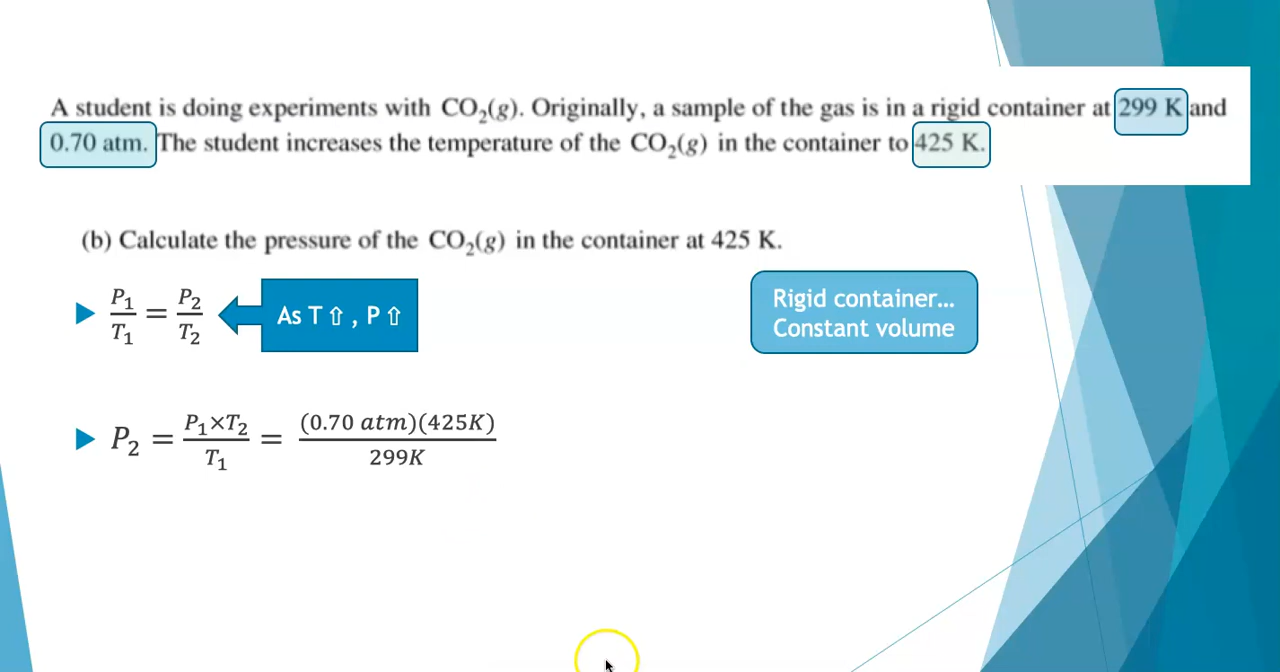 A student is doing experiments with CO₂(g). Originally, a sample of the gas is in a rigid container at 299 K and
0.70 atm. The student increases the temperature of the CO₂(g) in the container to 425 K.
(b) Calculate the pressure of the CO₂(g) in the container at 425 K.
P₁/T₁ = P₂/T₂
As T ⇧ , P ⇧
Rigid container...
Constant volume
P₂ = P₁×T₂/T₁ = (0.70 atm)(425K)/299K